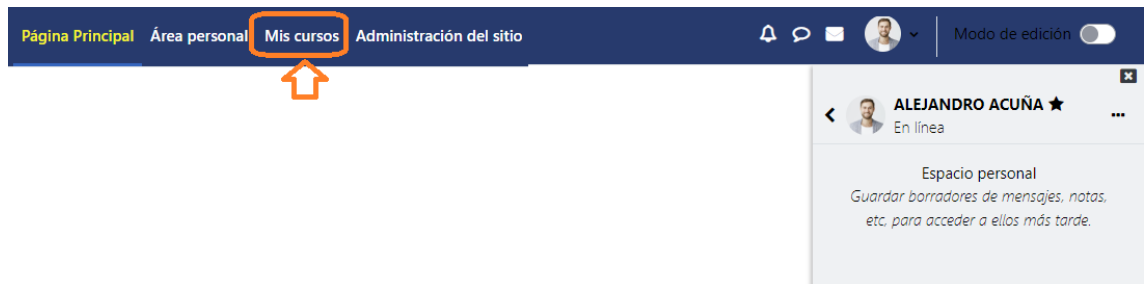 Página Principal Área personal Mis cursos Administración del sitio Modo de edición
ALEJANDRO ACUÑA
En línea
Espacio personal
Guardar borradores de mensajes, notas,
etc, para acceder a ellos más tarde.